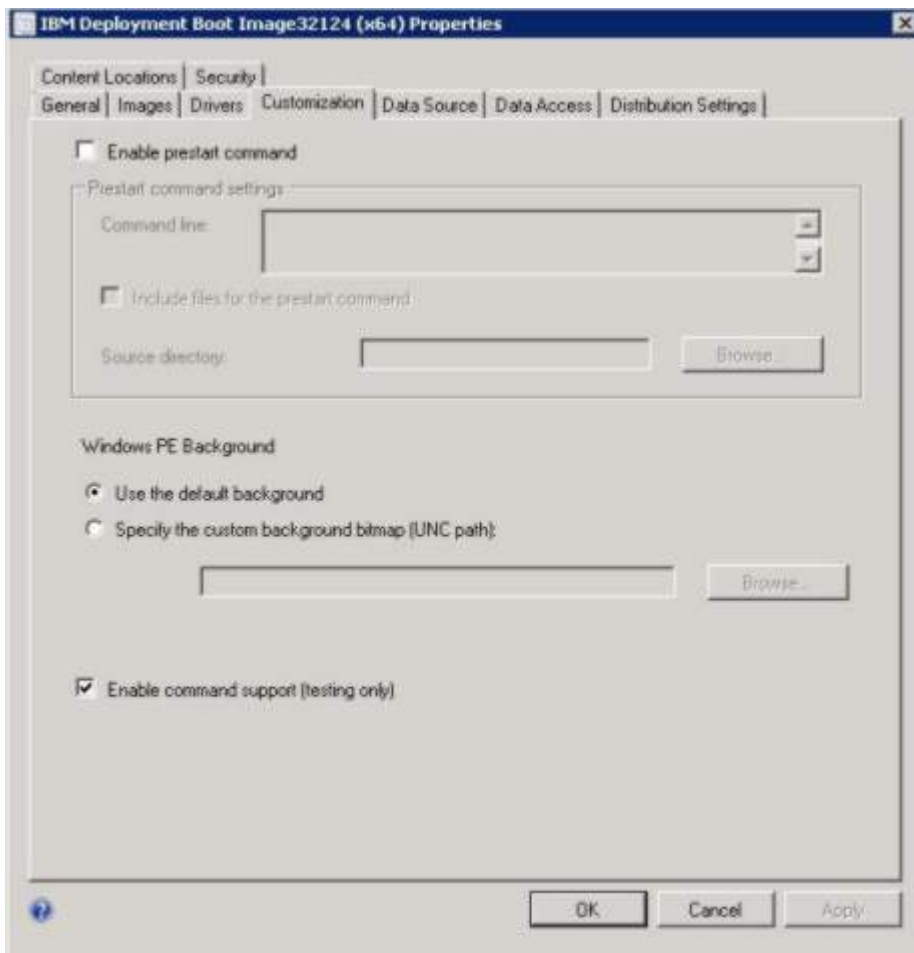 IBM Deployment Boot Image32124 (x64) Properties
Content Locations Security
General Images Drivers Customization Data Source Data Access Distribution Settings
Enable prestart command
Prestart command settings
Command line:
Include files for the prestart command
Source directory:
Browse...
Windows PE Background
Use the default background
Specify the custom background bitmap (UNC path):
Browse...
Enable command support (testing only)
OK Cancel Apply